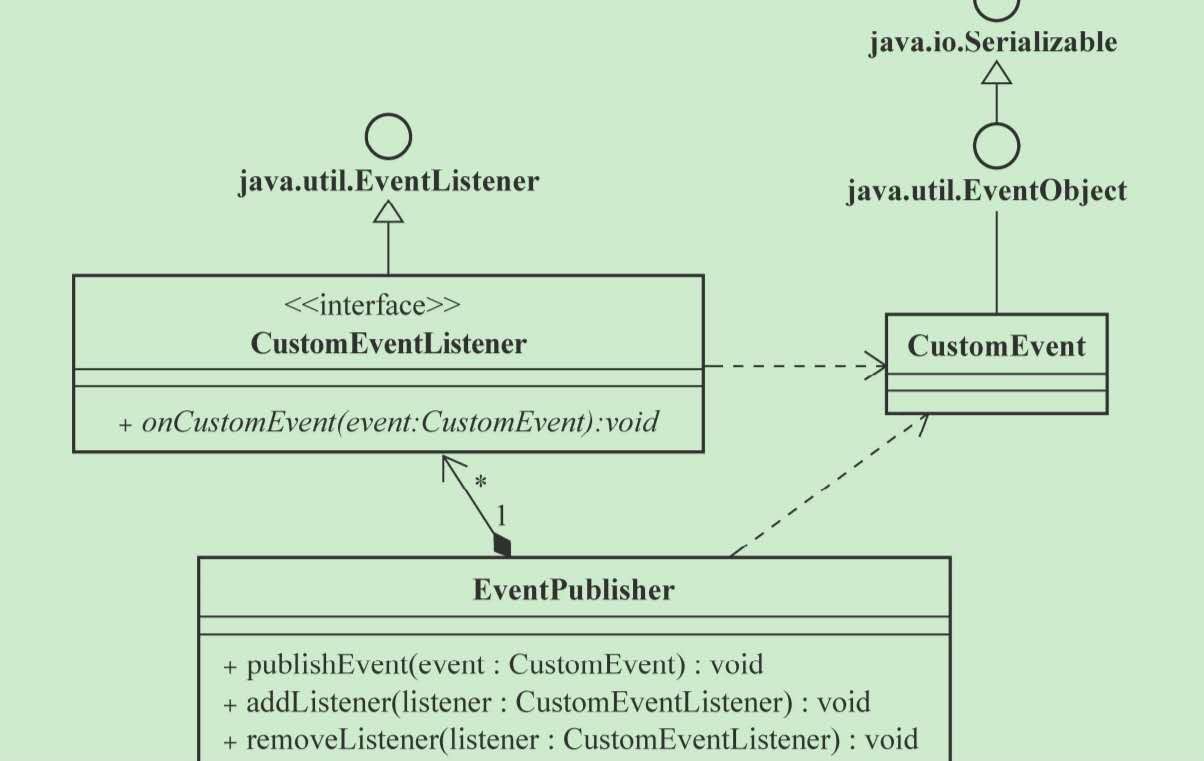 java.io.Serializable
java.util.EventListener
java.util.EventObject
<<interface>>
CustomEventListener
CustomEvent
+ onCustomEvent(event:CustomEvent):void
*
1
EventPublisher
+ publishEvent(event : CustomEvent) : void
+ addListener(listener : CustomEventListener) : void
+ removeListener(listener : CustomEventListener) : void